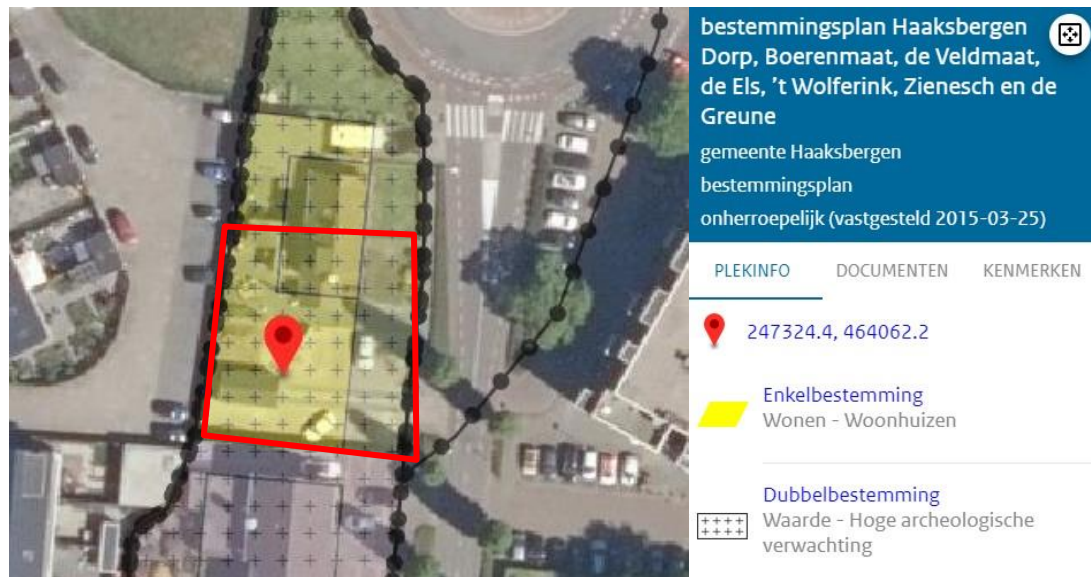 bestemmingsplan Haaksbergen
Dorp, Boerenmaat, de Veldmaat,
de Els, ’t Wolferink, Zienesch en de
Greune
gemeente Haaksbergen
bestemmingsplan
onherroepelijk (vastgesteld 2015-03-25)
PLEKINFO DOCUMENTEN KENMERKEN
247324.4, 464062.2
Enkelbestemming
Wonen - Woonhuizen
Dubbelbestemming
Waarde - Hoge archeologische
verwachting